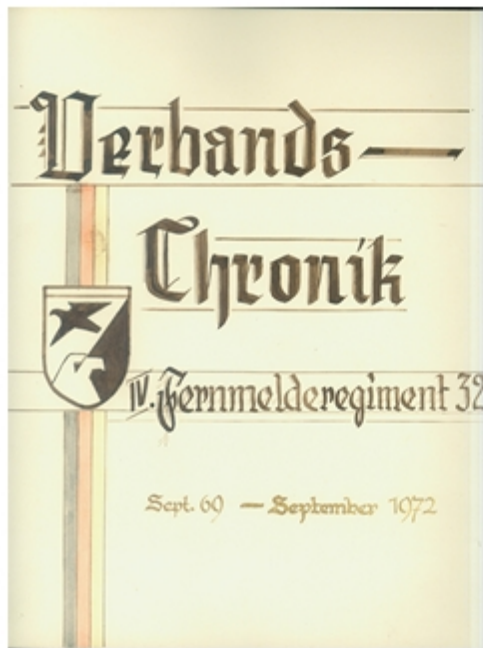 Verbands—
Chronik
IV. Fernmelderegiment 32
Sept. 69 — September 1972